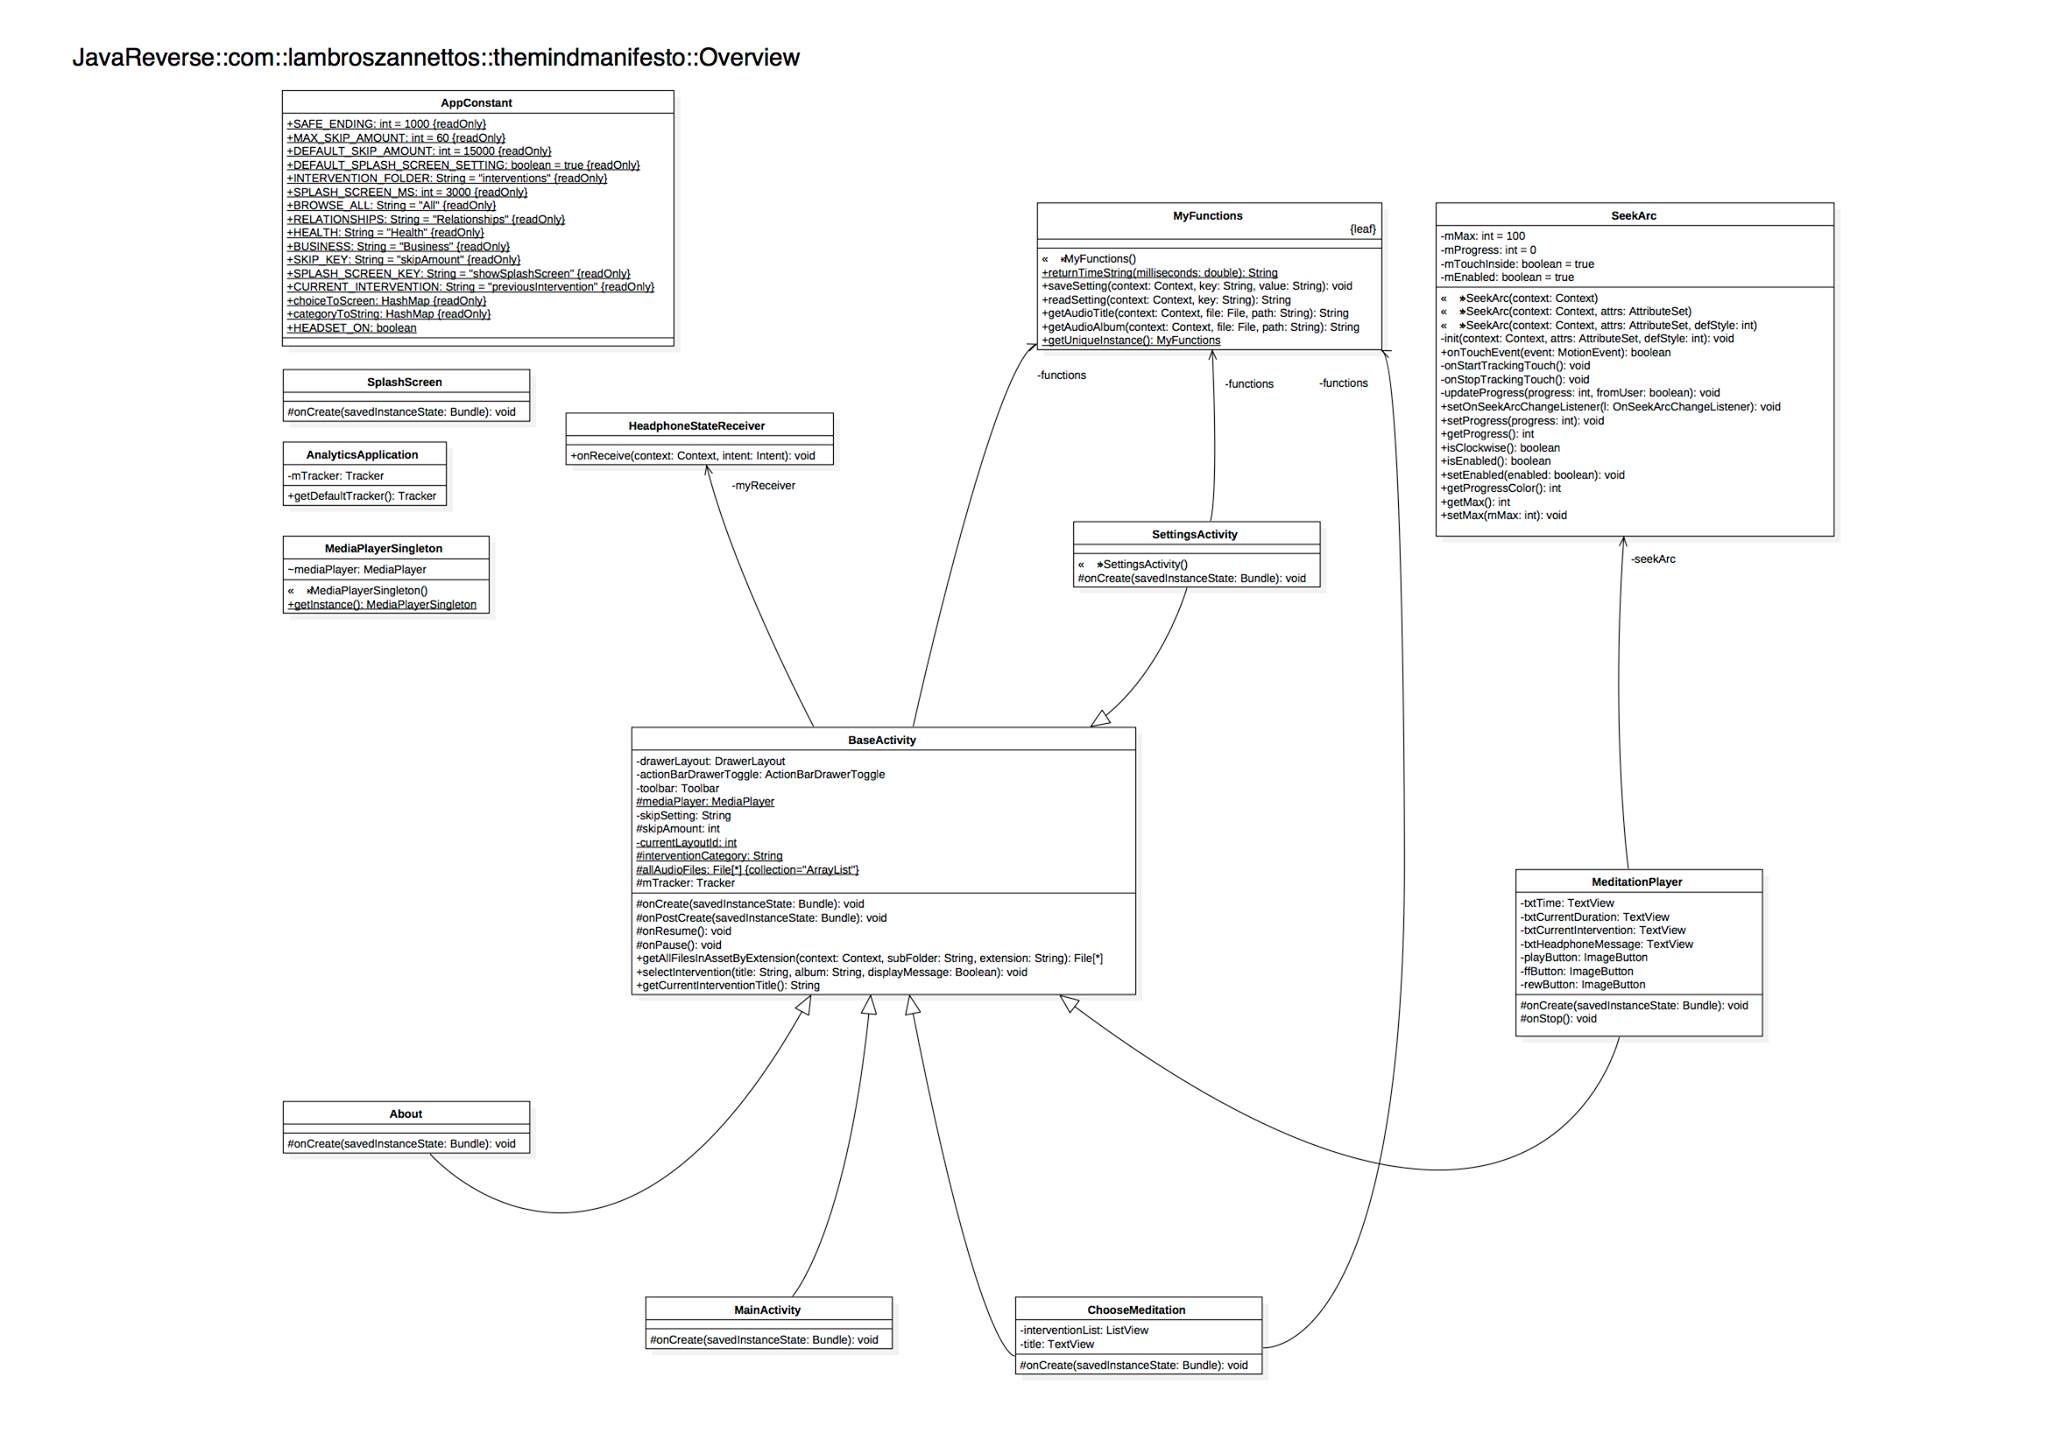 JavaReverse::com::lambroszannettos::themindmanifesto::Overview
AppConstant
+SAFE_ENDING: int = 1000 {readOnly}
+MAX_SKIP_AMOUNT: int = 60 {readOnly}
+DEFAULT_SKIP_AMOUNT: int = 15000 {readOnly}
+DEFAULT_SPLASH_SCREEN_SETTING: boolean = true {readOnly}
+INTERVENTION_FOLDER: String = "interventions" {readOnly}
+SPLASH_SCREEN_MS: int = 3000 {readOnly}
+BROWSE_ALL: String = "All" {readOnly}
+RELATIONSHIPS: String = "Relationships" {readOnly}
+HEALTH: String = "Health" {readOnly}
+BUSINESS: String = "Business" {readOnly}
+SKIP_KEY: String = "skipAmount" {readOnly}
+SPLASH_SCREEN_KEY: String = "showSplashScreen" {readOnly}
+CURRENT_INTERVENTION: String = "previousIntervention" {readOnly}
+choiceToScreen: HashMap {readOnly}
+categoryToString: HashMap {readOnly}
+HEADSET_ON: boolean
SplashScreen
#onCreate(savedInstanceState: Bundle): void
AnalyticsApplication
-mTracker: Tracker
+getDefaultTracker(): Tracker
MediaPlayerSingleton
~mediaPlayer: MediaPlayer
« »MediaPlayerSingleton()
+getInstance(): MediaPlayerSingleton
HeadphoneStateReceiver
+onReceive(context: Context, intent: Intent): void
-myReceiver
MyFunctions
{leaf}
« »MyFunctions()
+returnTimeString(milliseconds: double): String
+saveSetting(context: Context, key: String, value: String): void
+readSetting(context: Context, key: String): String
+getAudioTitle(context: Context, file: File, path: String): String
+getAudioAlbum(context: Context, file: File, path: String): String
+getUniqueInstance(): MyFunctions
-functions
-functions
-functions
SeekArc
-mMax: int = 100
-mProgress: int = 0
-mTouchInside: boolean = true
-mEnabled: boolean = true
« »+SeekArc(context: Context)
« »+SeekArc(context: Context, attrs: AttributeSet)
« »+SeekArc(context: Context, attrs: AttributeSet, defStyle: int)
-init(context: Context, attrs: AttributeSet, defStyle: int): void
+onTouchEvent(event: MotionEvent): boolean
-onStartTrackingTouch(): void
-onStopTrackingTouch(): void
-updateProgress(progress: int, fromUser: boolean): void
+setOnSeekArcChangeListener(l: OnSeekArcChangeListener): void
+setProgress(progress: int): void
+getProgress(): int
+isClockwise(): boolean
+isEnabled(): boolean
+setEnabled(enabled: boolean): void
+getProgressColor(): int
+getMax(): int
+setMax(mMax: int): void
-seekArc
SettingsActivity
« »+SettingsActivity()
#onCreate(savedInstanceState: Bundle): void
BaseActivity
-drawerLayout: DrawerLayout
-actionBarDrawerToggle: ActionBarDrawerToggle
-toolbar: Toolbar
#mediaPlayer: MediaPlayer
-skipSetting: String
#skipAmount: int
-currentLayoutId: int
#interventionCategory: String
#allAudioFiles: File[*] {collection="ArrayList"}
#mTracker: Tracker
#onCreate(savedInstanceState: Bundle): void
#onPostCreate(savedInstanceState: Bundle): void
#onResume(): void
#onPause(): void
+getAllFilesInAssetByExtension(context: Context, subFolder: String, extension: String): File[*]
+selectIntervention(title: String, album: String, displayMessage: Boolean): void
+getCurrentInterventionTitle(): String
MeditationPlayer
-txtTime: TextView
-txtCurrentDuration: TextView
-txtCurrentIntervention: TextView
-txtHeadphoneMessage: TextView
-playButton: ImageButton
-ffButton: ImageButton
-rewButton: ImageButton
#onCreate(savedInstanceState: Bundle): void
#onStop(): void
About
#onCreate(savedInstanceState: Bundle): void
MainActivity
#onCreate(savedInstanceState: Bundle): void
ChooseMeditation
-interventionList: ListView
-title: TextView
#onCreate(savedInstanceState: Bundle): void